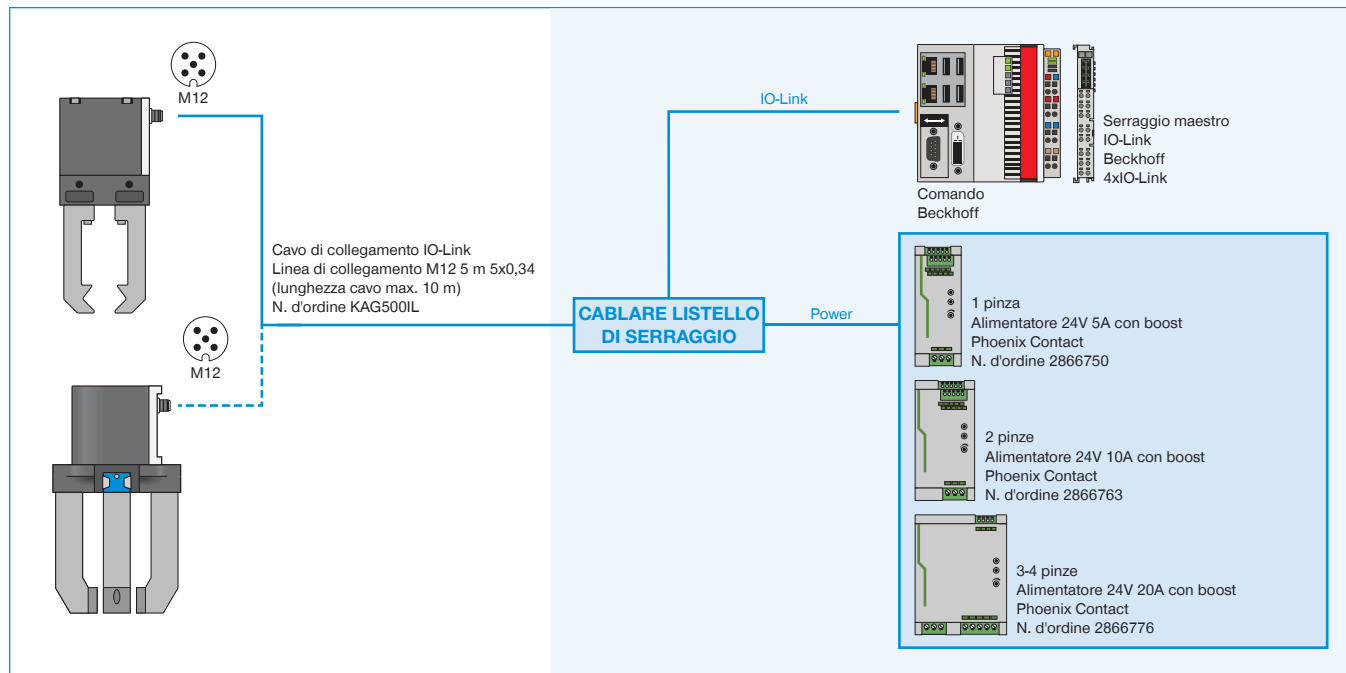 M12
M12
Cavo di collegamento IO-Link
Linea di collegamento M12 5 m 5x0,34
(lunghezza cavo max. 10 m)
N. d'ordine KAG500IL
CABLARE LISTELLO
DI SERRAGGIO
IO-Link
Power
Comando
Beckhoff
Serraggio maestro
IO-Link
Beckhoff
4xIO-Link
1 pinza
Alimentatore 24V 5A con boost
Phoenix Contact
N. d'ordine 2866750
2 pinze
Alimentatore 24V 10A con boost
Phoenix Contact
N. d'ordine 2866763
3-4 pinze
Alimentatore 24V 20A con boost
Phoenix Contact
N. d'ordine 2866776